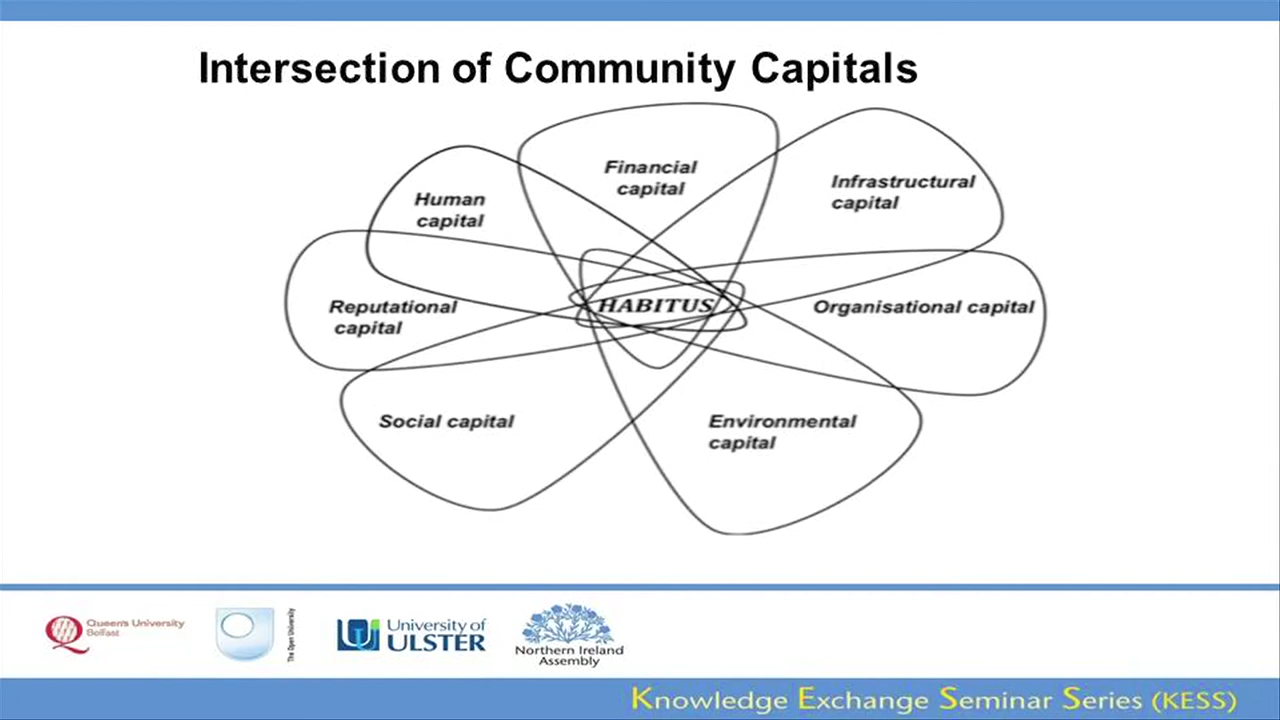 Intersection of Community Capitals
Financial
capital
Human
capital
Infrastructural
capital
Reputational
capital
HABITUS
Organisational capital
Social capital
Environmental
capital
Queen's University
Belfast
The Open University
University of
ULSTER
Northern Ireland
Assembly
Knowledge Exchange Seminar Series (KESS)